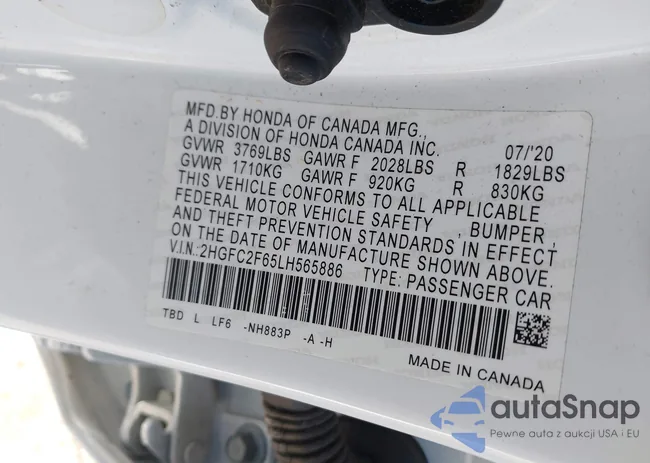 MFD.BY HONDA OF CANADA MFG.,
A DIVISION OF HONDA CANADA INC. 07/'20
GVWR 3769LBS GAWR F 2028LBS R 1829LBS
GVWR 1710KG GAWR F 920KG R 830KG
THIS VEHICLE CONFORMS TO ALL APPLICABLE
FEDERAL MOTOR VEHICLE SAFETY , BUMPER ,
AND THEFT PREVENTION STANDARDS IN EFFECT
ON THE DATE OF MANUFACTURE SHOWN ABOVE.
V.I.N.:2HGFC2F65LH565886 TYPE: PASSENGER CAR
TBD L LF6 -NH883P -A -H
MADE IN CANADA
autaSnap
Pewne auta z aukcji USA i EU